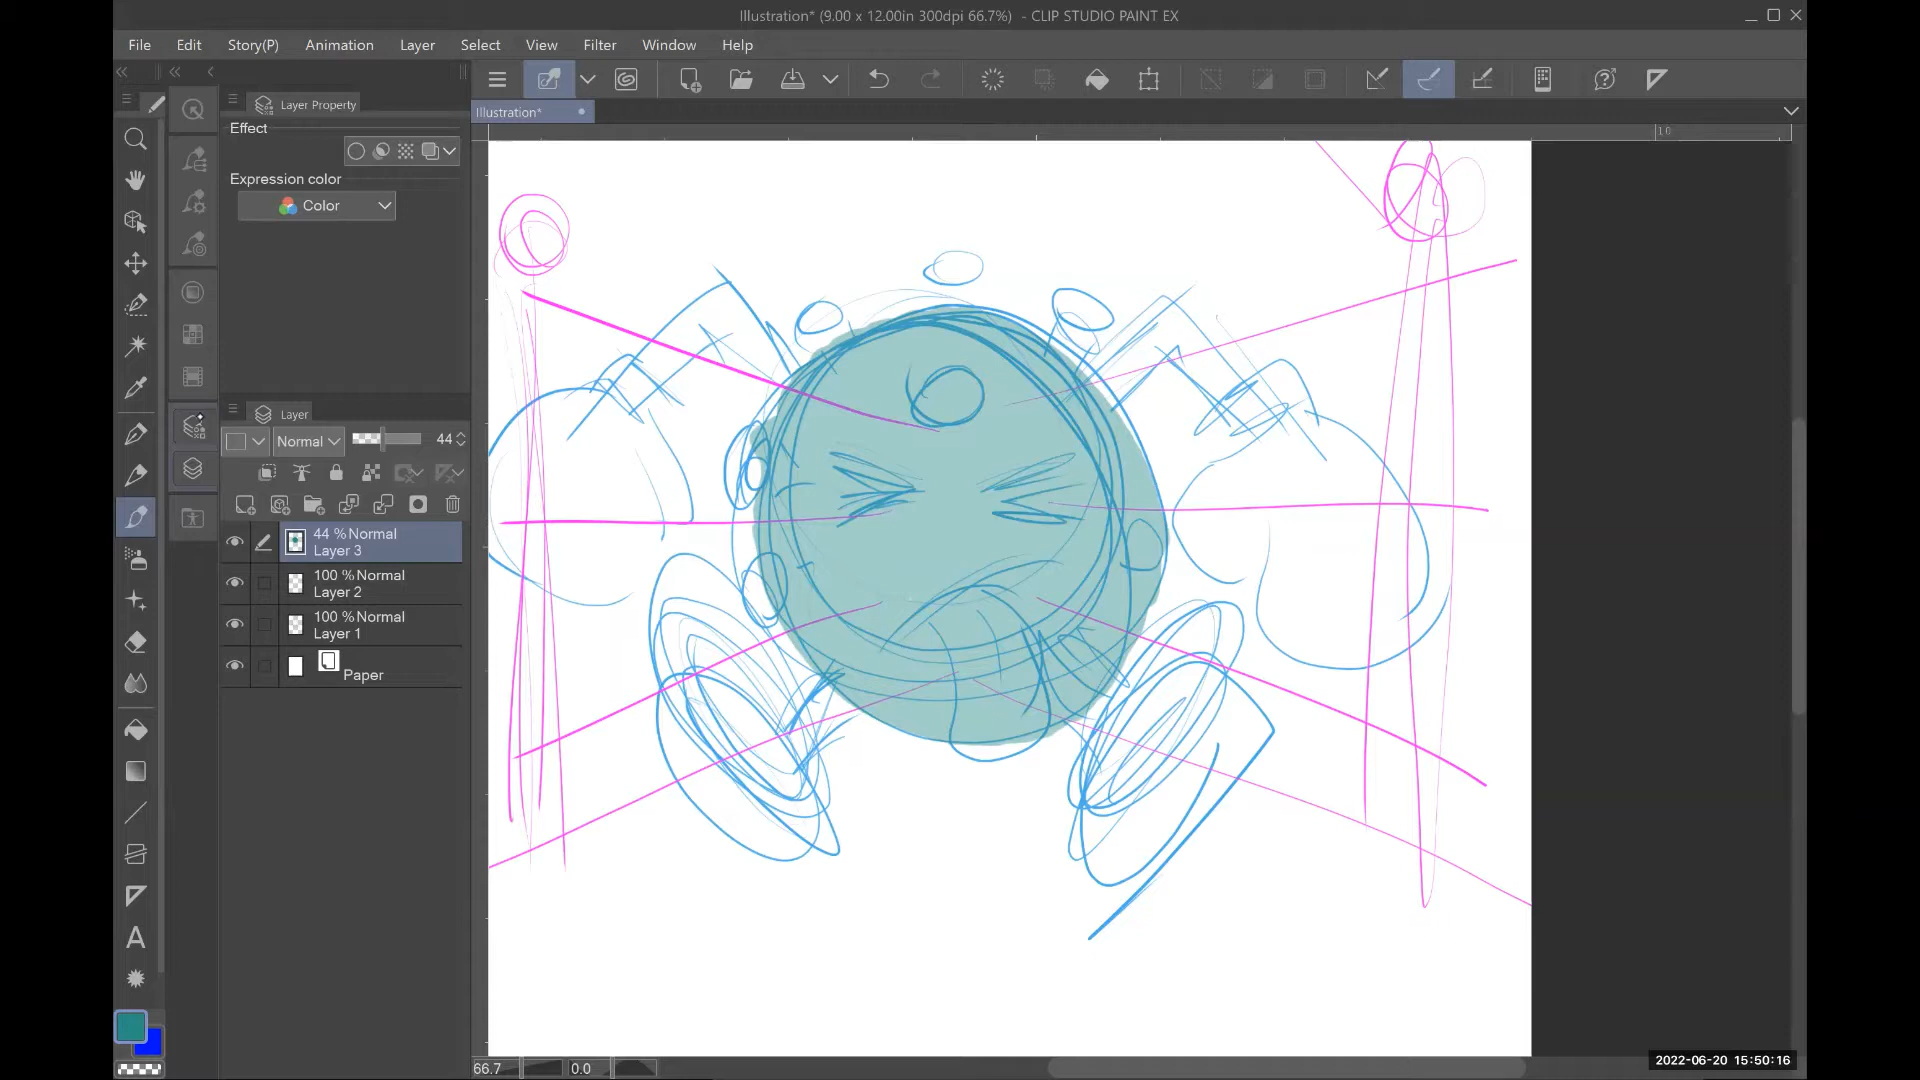 Illustration* (9.00 x 12.00in 300dpi 66.7%) - CLIP STUDIO PAINT EX
File Edit Story(P) Animation Layer Select View Filter Window Help
Layer Property
Illustration*
Effect
10
Expression color
Color
Layer
Normal 44
44 %Normal
Layer 3
100 %Normal
Layer 2
100 %Normal
Layer 1
Paper
A
66.7 0.0
2022-06-20 15:50:16